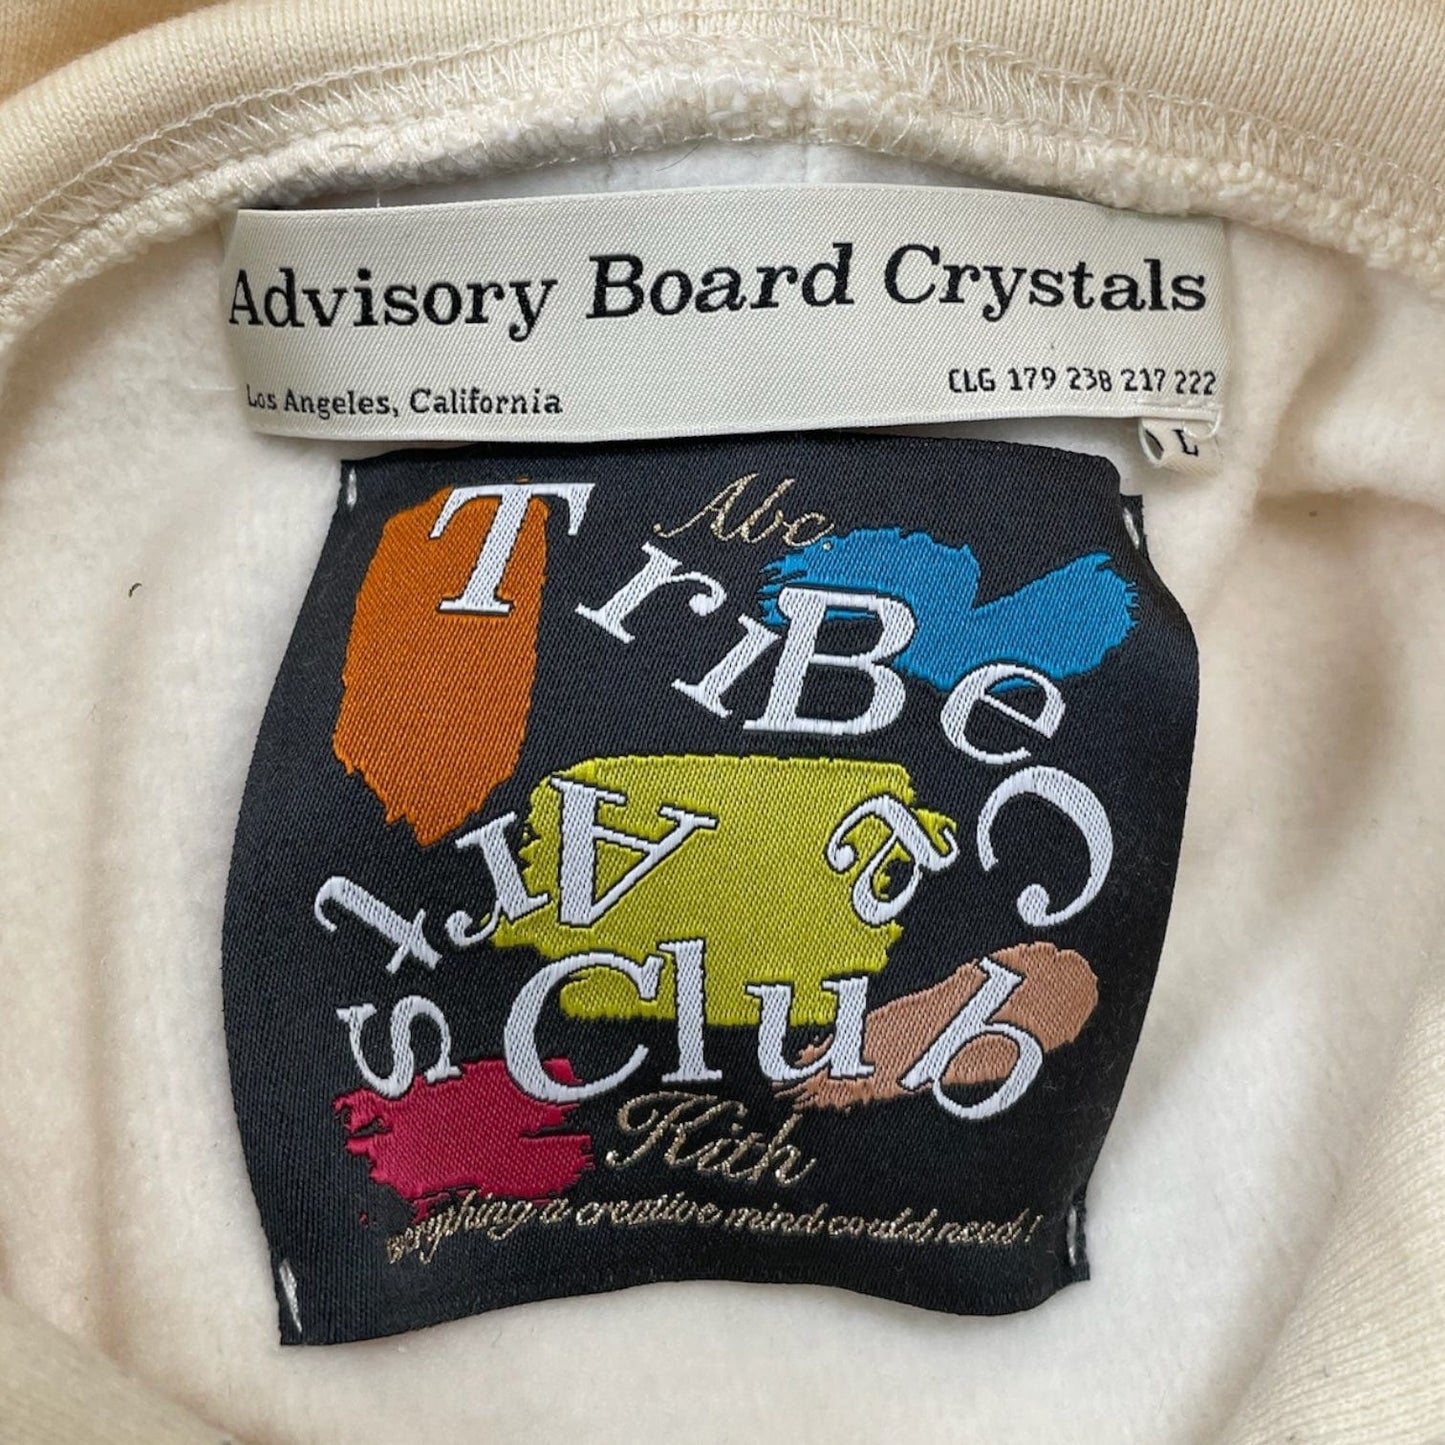 Advisory Board Crystals
Los Angeles, California CLG 179 238 217 222
L
Abc.
TriBeCa
Arts
Club
Kith
everything a creative mind could need!